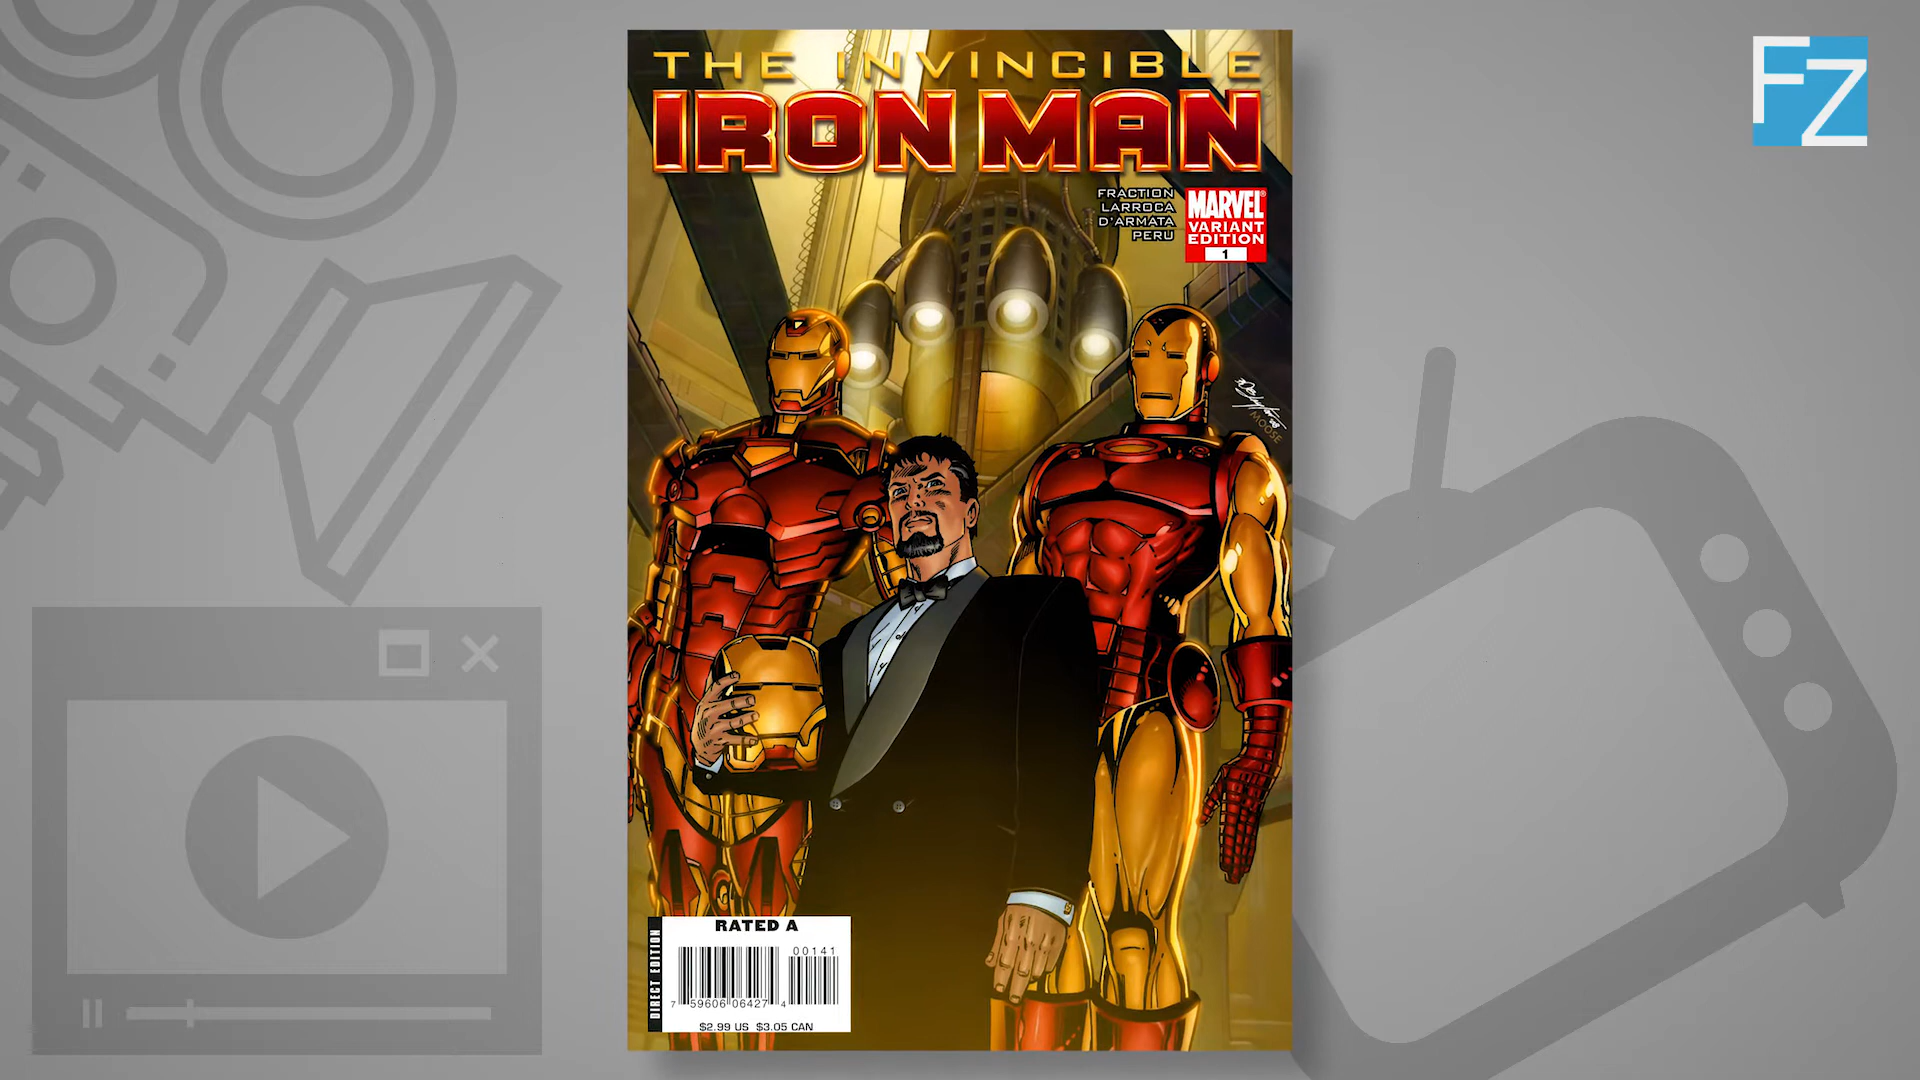 THE INVINCIBLE
IRON MAN
FRACTION
LARROCA
D'ARMATA
PERU
MARVEL®
VARIANT
EDITION
1
FZ
MOOSE
RATED A
DIRECT EDITION
00141
7 59606 06427 4
$2.99 US $3.05 CAN